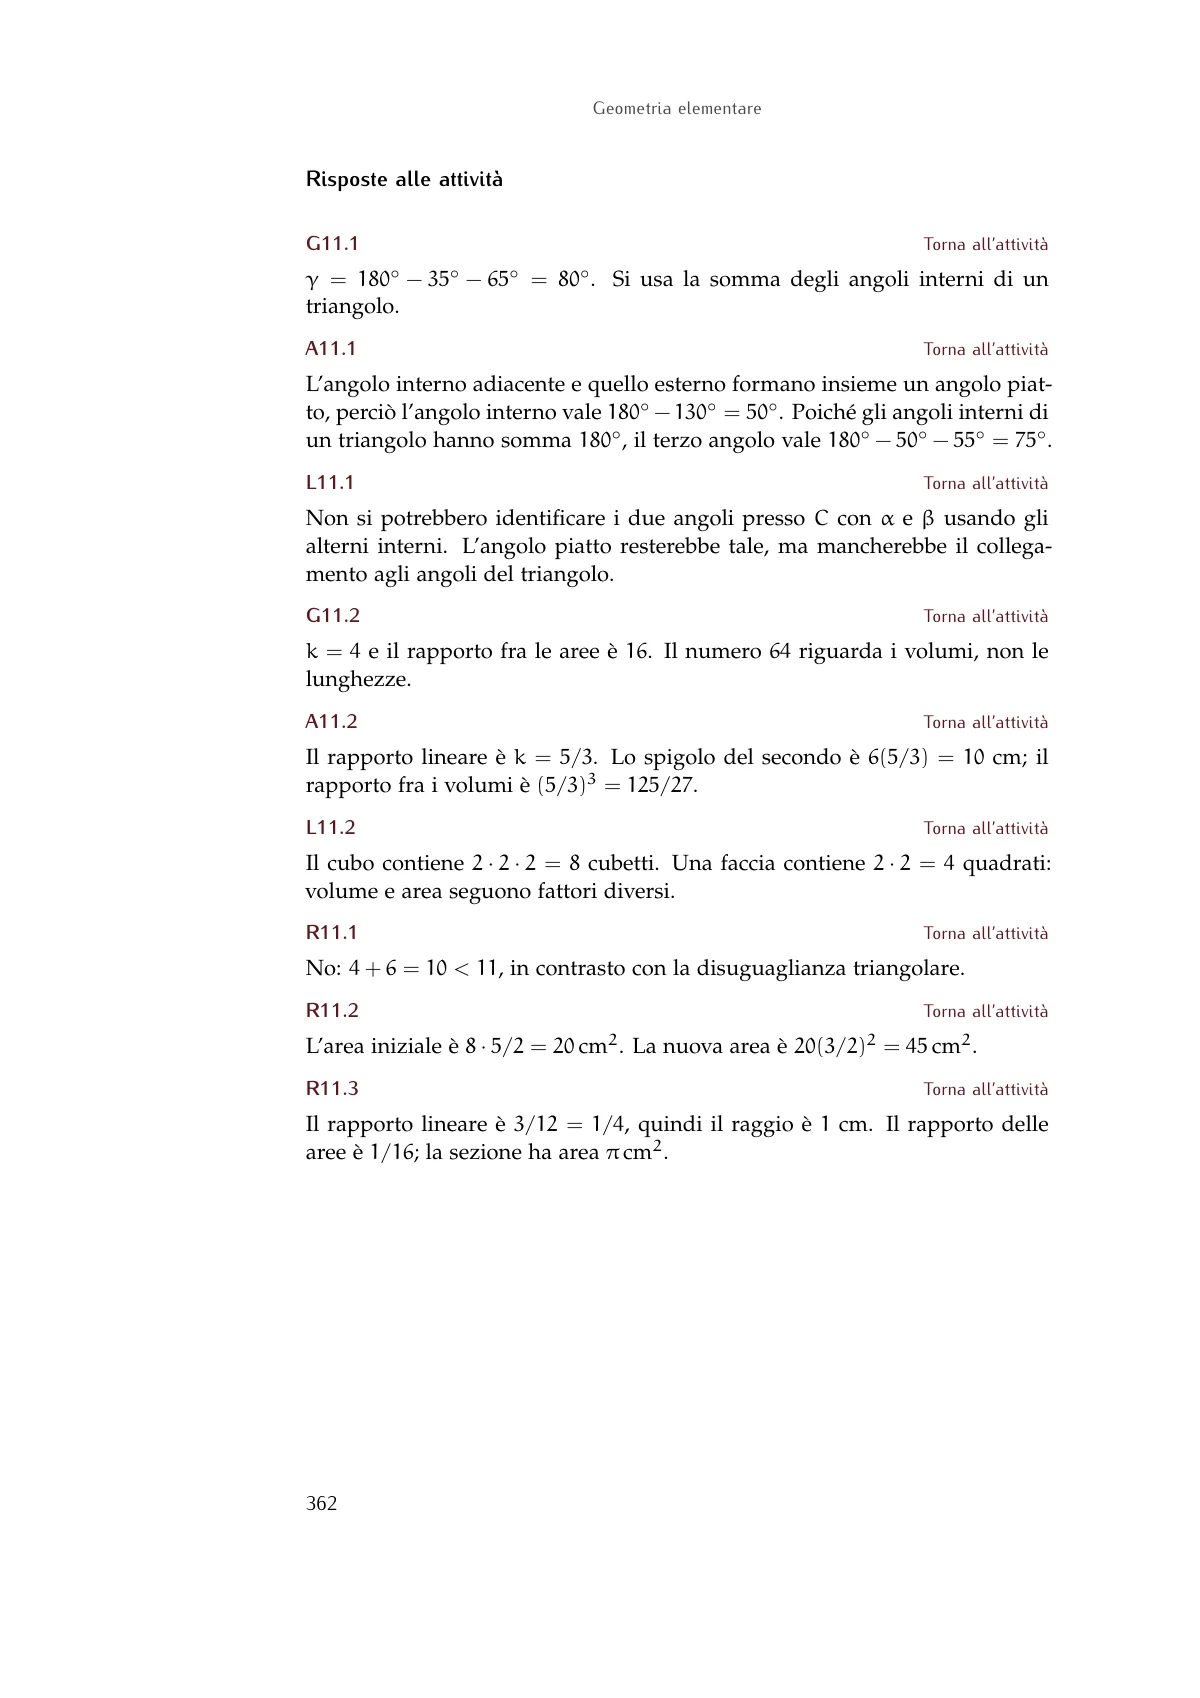 Geometria elementare
Risposte alle attività
G11.1 Torna all'attività
γ = 180° − 35° − 65° = 80°. Si usa la somma degli angoli interni di un
triangolo.
A11.1 Torna all'attività
L'angolo interno adiacente e quello esterno formano insieme un angolo piat-
to, perciò l'angolo interno vale 180° − 130° = 50°. Poiché gli angoli interni di
un triangolo hanno somma 180°, il terzo angolo vale 180° − 50° − 55° = 75°.
L11.1 Torna all'attività
Non si potrebbero identificare i due angoli presso C con α e β usando gli
alterni interni. L'angolo piatto resterebbe tale, ma mancherebbe il collega-
mento agli angoli del triangolo.
G11.2 Torna all'attività
k = 4 e il rapporto fra le aree è 16. Il numero 64 riguarda i volumi, non le
lunghezze.
A11.2 Torna all'attività
Il rapporto lineare è k = 5/3. Lo spigolo del secondo è 6(5/3) = 10 cm; il
rapporto fra i volumi è (5/3)³ = 125/27.
L11.2 Torna all'attività
Il cubo contiene 2 · 2 · 2 = 8 cubetti. Una faccia contiene 2 · 2 = 4 quadrati:
volume e area seguono fattori diversi.
R11.1 Torna all'attività
No: 4 + 6 = 10 < 11, in contrasto con la disuguaglianza triangolare.
R11.2 Torna all'attività
L'area iniziale è 8 · 5/2 = 20 cm². La nuova area è 20(3/2)² = 45 cm².
R11.3 Torna all'attività
Il rapporto lineare è 3/12 = 1/4, quindi il raggio è 1 cm. Il rapporto delle
aree è 1/16; la sezione ha area π cm².
362